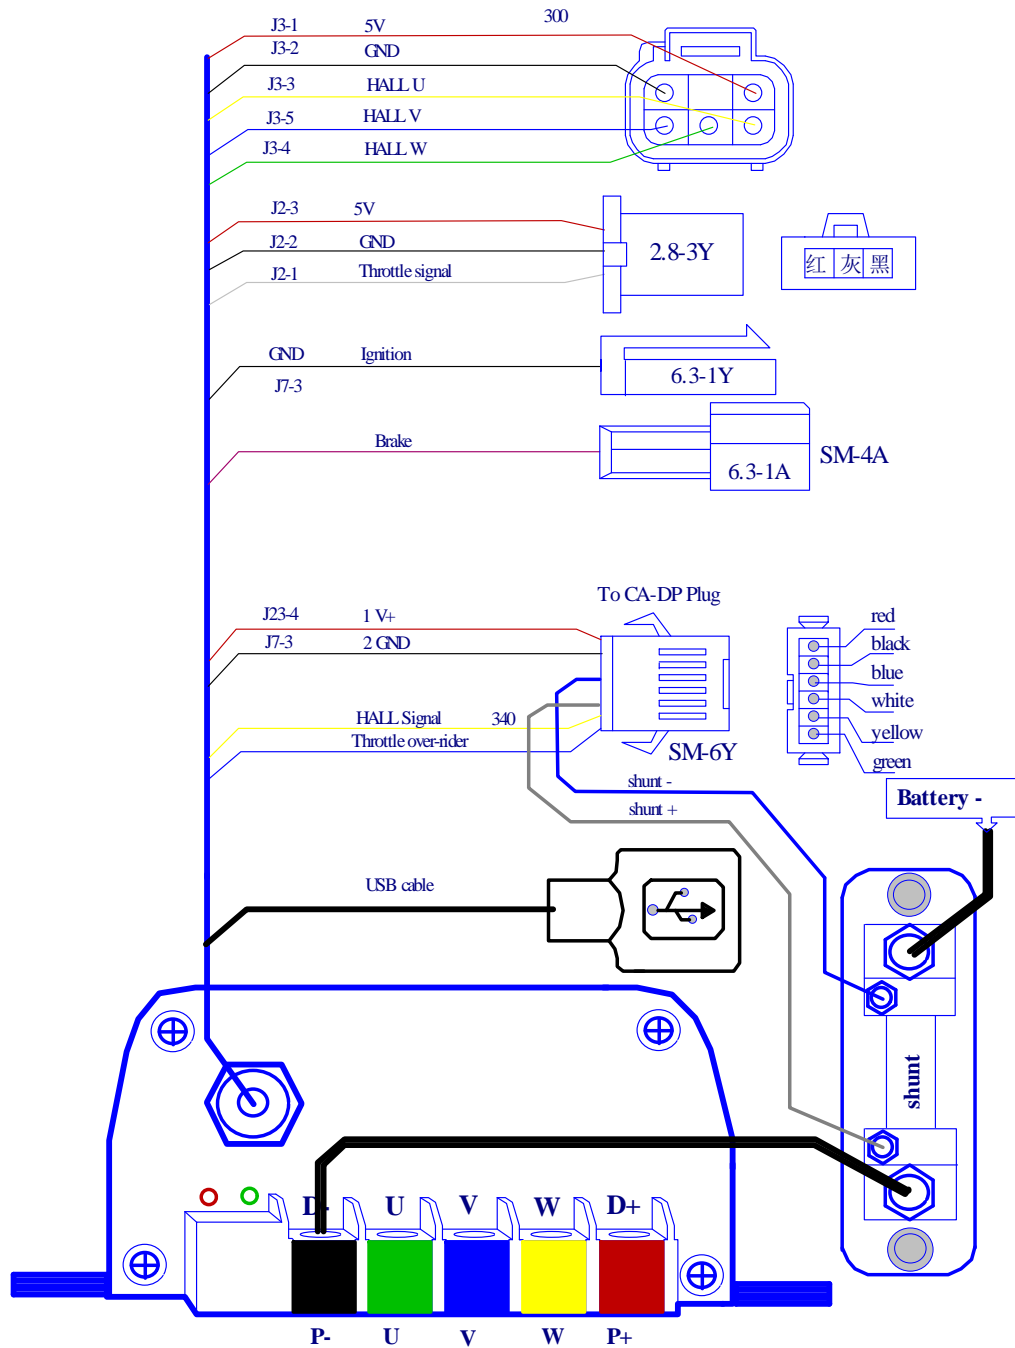 J3-1 5V 300
J3-2 GND
J3-3 HALL U
J3-5 HALL V
J3-4 HALL W
J2-3 5V
J2-2 GND
J2-1 Throttle signal
2.8-3Y
红 灰 黑
GND Ignition
J7-3
6.3-1Y
Brake
6.3-1A
SM-4A
To CA-DP Plug
J23-4 1 V+
J7-3 2 GND
HALL Signal 340
Throttle over-rider
SM-6Y
red
black
blue
white
yellow
green
shunt -
shunt +
Battery -
USB cable
shunt
D- U V W D+
P- U V W P+